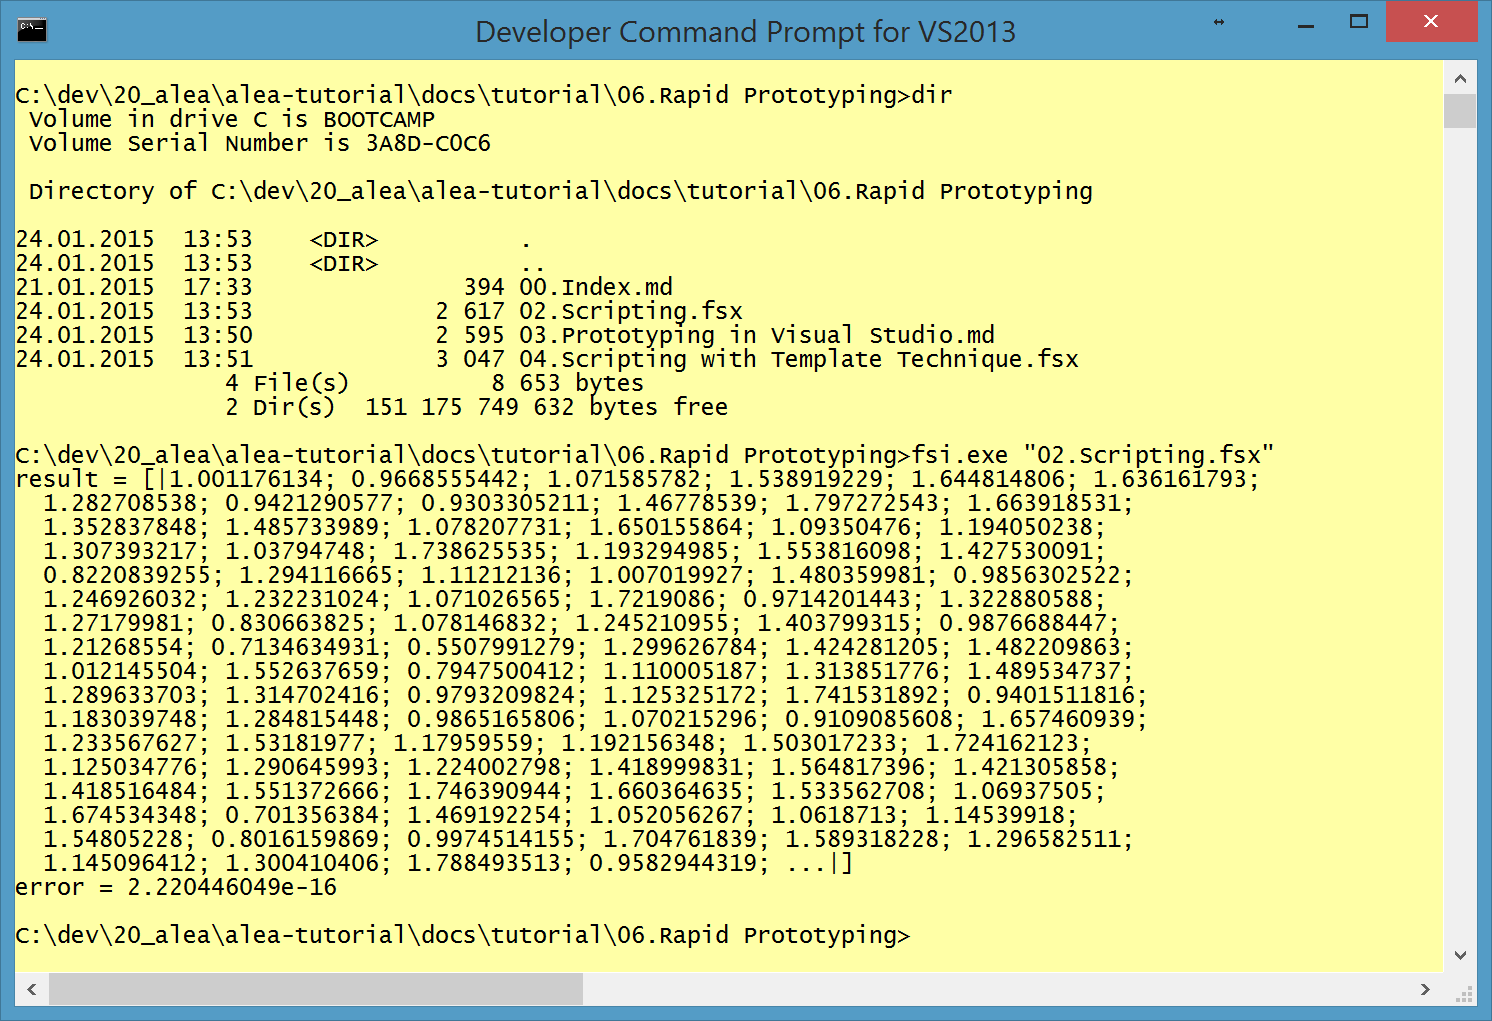 Developer Command Prompt for VS2013
C:\dev\20_alea\alea-tutorial\docs\tutorial\06.Rapid Prototyping>dir
Volume in drive C is BOOTCAMP
Volume Serial Number is 3A8D-C0C6
Directory of C:\dev\20_alea\alea-tutorial\docs\tutorial\06.Rapid Prototyping
24.01.2015  13:53    <DIR>          .
24.01.2015  13:53    <DIR>          ..
21.01.2015  17:33               394 00.Index.md
24.01.2015  13:53             2 617 02.Scripting.fsx
24.01.2015  13:50             2 595 03.Prototyping in Visual Studio.md
24.01.2015  13:51             3 047 04.Scripting with Template Technique.fsx
4 File(s)          8 653 bytes
2 Dir(s)  151 175 749 632 bytes free
C:\dev\20_alea\alea-tutorial\docs\tutorial\06.Rapid Prototyping>fsi.exe "02.Scripting.fsx"
result = [|1.001176134; 0.9668555442; 1.071585782; 1.538919229; 1.644814806; 1.636161793;
1.282708538; 0.9421290577; 0.9303305211; 1.46778539; 1.797272543; 1.663918531;
1.352837848; 1.485733989; 1.078207731; 1.650155864; 1.09350476; 1.194050238;
1.307393217; 1.03794748; 1.738625535; 1.193294985; 1.553816098; 1.427530091;
0.8220839255; 1.294116665; 1.11212136; 1.007019927; 1.480359981; 0.9856302522;
1.246926032; 1.232231024; 1.071026565; 1.7219086; 0.9714201443; 1.322880588;
1.27179981; 0.830663825; 1.078146832; 1.245210955; 1.403799315; 0.9876688447;
1.21268554; 0.7134634931; 0.5507991279; 1.299626784; 1.424281205; 1.482209863;
1.012145504; 1.552637659; 0.7947500412; 1.110005187; 1.313851776; 1.489534737;
1.289633703; 1.314702416; 0.9793209824; 1.125325172; 1.741531892; 0.9401511816;
1.183039748; 1.284815448; 0.9865165806; 1.070215296; 0.9109085608; 1.657460939;
1.233567627; 1.53181977; 1.17959559; 1.192156348; 1.503017233; 1.724162123;
1.125034776; 1.290645993; 1.224002798; 1.418999831; 1.564817396; 1.421305858;
1.418516484; 1.551372666; 1.746390944; 1.660364635; 1.533562708; 1.06937505;
1.674534348; 0.701356384; 1.469192254; 1.052056267; 1.0618713; 1.14539918;
1.54805228; 0.8016159869; 0.9974514155; 1.704761839; 1.589318228; 1.296582511;
1.145096412; 1.300410406; 1.788493513; 0.9582944319; ...|]
error = 2.220446049e-16
C:\dev\20_alea\alea-tutorial\docs\tutorial\06.Rapid Prototyping>